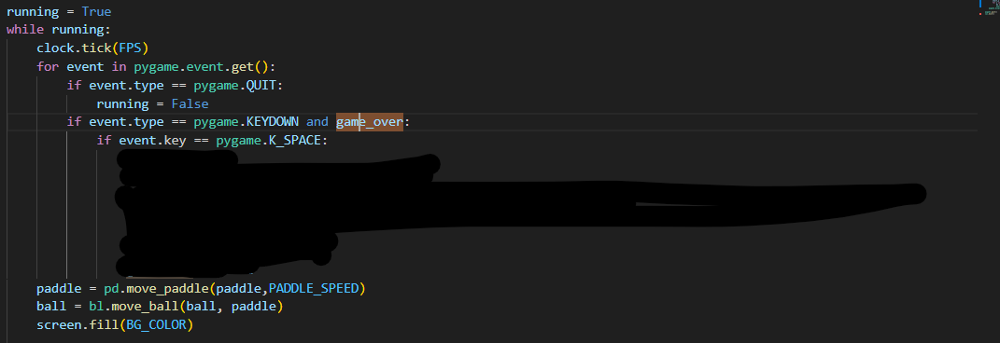 running = True
while running:
    clock.tick(FPS)
    for event in pygame.event.get():
        if event.type == pygame.QUIT:
            running = False
        if event.type == pygame.KEYDOWN and game_over:
            if event.key == pygame.K_SPACE:
    paddle = pd.move_paddle(paddle,PADDLE_SPEED)
    ball = bl.move_ball(ball, paddle)
    screen.fill(BG_COLOR)